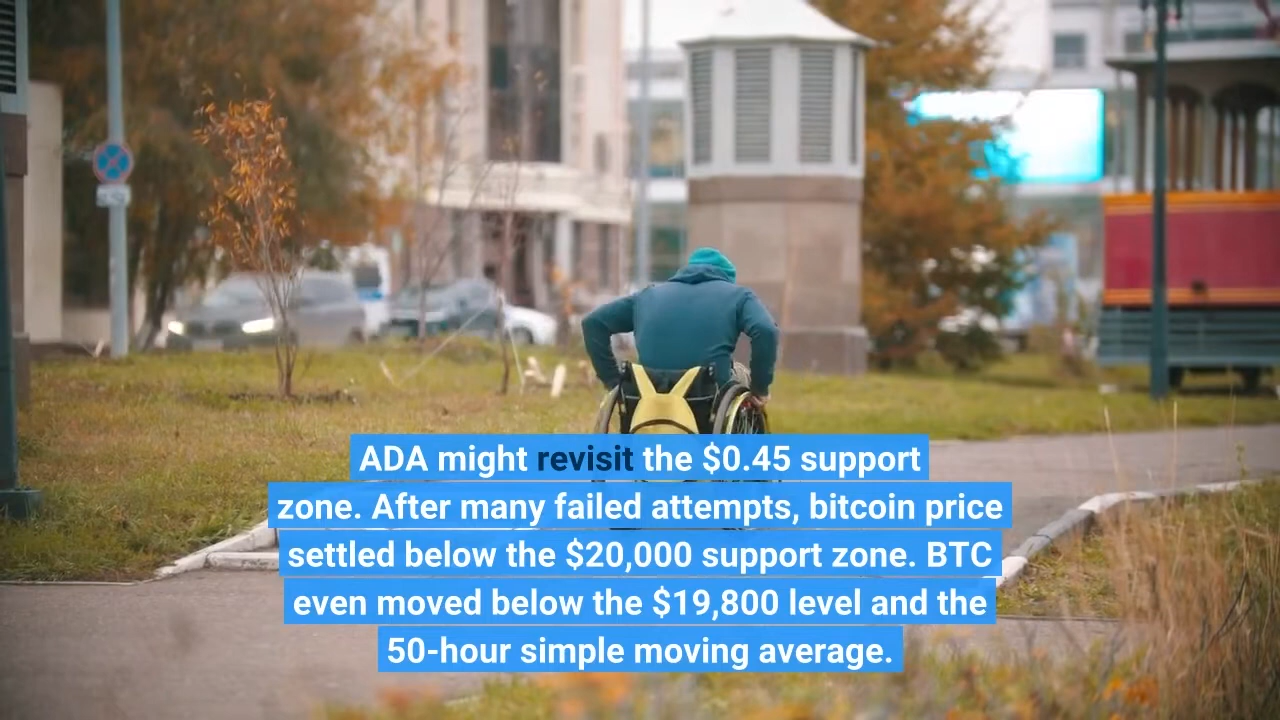 ADA might revisit the $0.45 support
zone. After many failed attempts, bitcoin price
settled below the $20,000 support zone. BTC
even moved below the $19,800 level and the
50-hour simple moving average.